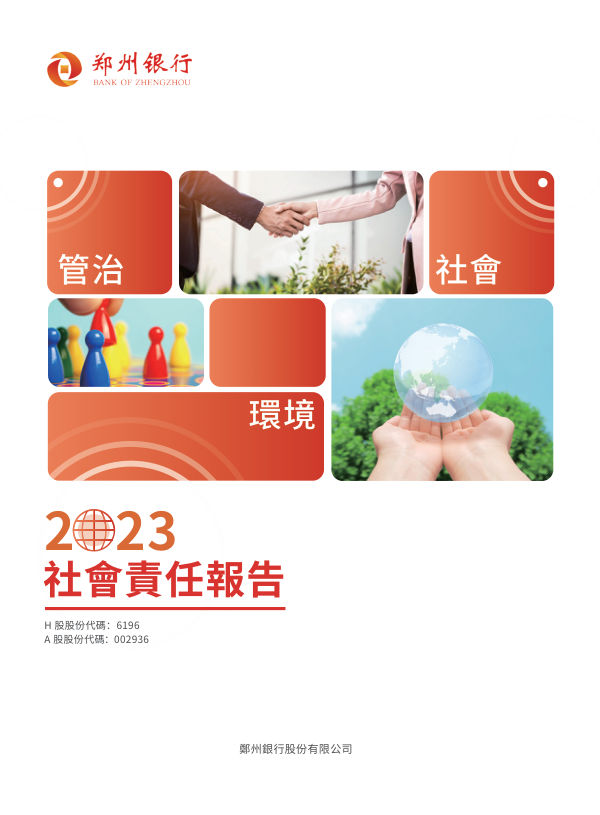 郑州银行
BANK OF ZHENGZHOU
管治
社會
環境
2023
社會責任報告
H 股股份代碼：6196
A 股股份代碼：002936
鄭州銀行股份有限公司